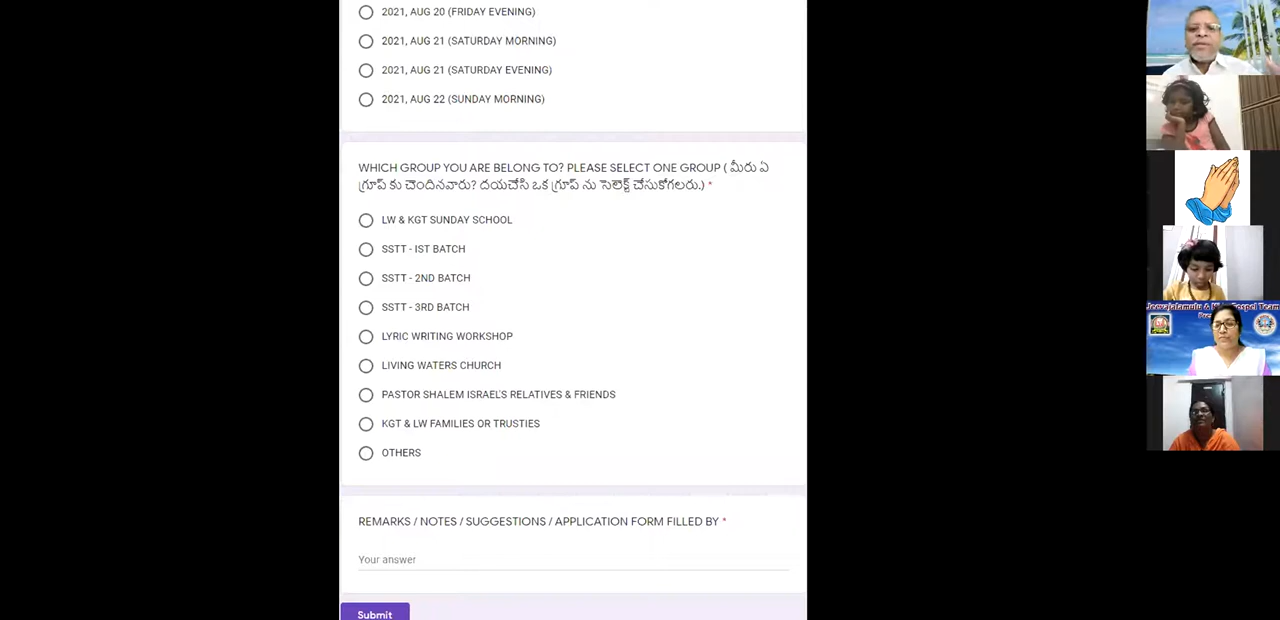 2021, AUG 20 (FRIDAY EVENING)
2021, AUG 21 (SATURDAY MORNING)
2021, AUG 21 (SATURDAY EVENING)
2021, AUG 22 (SUNDAY MORNING)
WHICH GROUP YOU ARE BELONG TO? PLEASE SELECT ONE GROUP ( మీరు ఏ
గ్రూప్ కు చెందినవారు? దయచేసి ఒక గ్రూప్ ను సెలెక్ట్ చేసుకోగలరు.) *
LW & KGT SUNDAY SCHOOL
SSTT - IST BATCH
SSTT - 2ND BATCH
SSTT - 3RD BATCH
LYRIC WRITING WORKSHOP
LIVING WATERS CHURCH
PASTOR SHALEM ISRAEL'S RELATIVES & FRIENDS
KGT & LW FAMILIES OR TRUSTIES
OTHERS
REMARKS / NOTES / SUGGESTIONS / APPLICATION FORM FILLED BY *
Your answer
Submit
Jeevajalamulu & Gospel Team